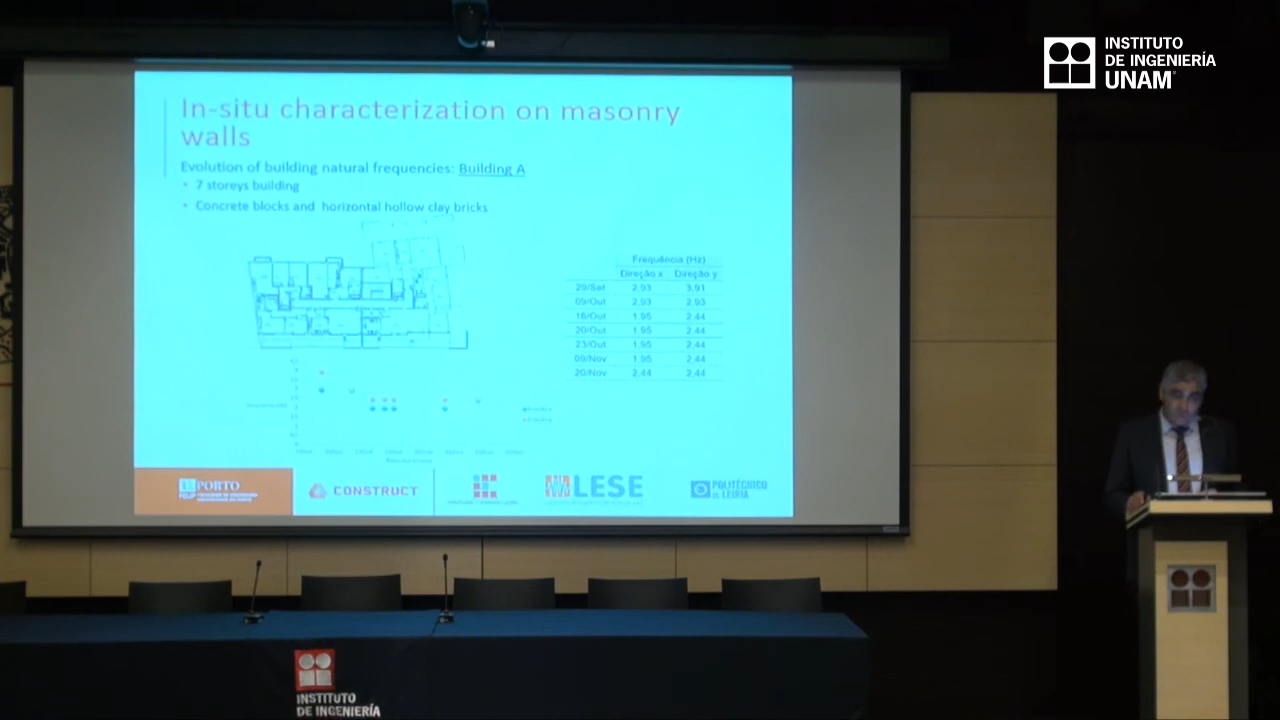 INSTITUTO
DE INGENIERÍA
UNAM
In-situ characterization on masonry
walls
Evolution of building natural frequencies: Building A
• 7 storeys building
• Concrete blocks and horizontal hollow clay bricks
Frequência (Hz)
Direção x Direção y
29/Set 2,93 3,91
09/Out 2,93 2,93
16/Out 1,95 2,44
20/Out 1,95 2,44
23/Out 1,95 2,44
09/Nov 1,95 2,44
20/Nov 2,44 2,44
PORTO
CONSTRUCT
LESE
POLITÉCNICO
DE LEIRIA
INSTITUTO
DE INGENIERÍA